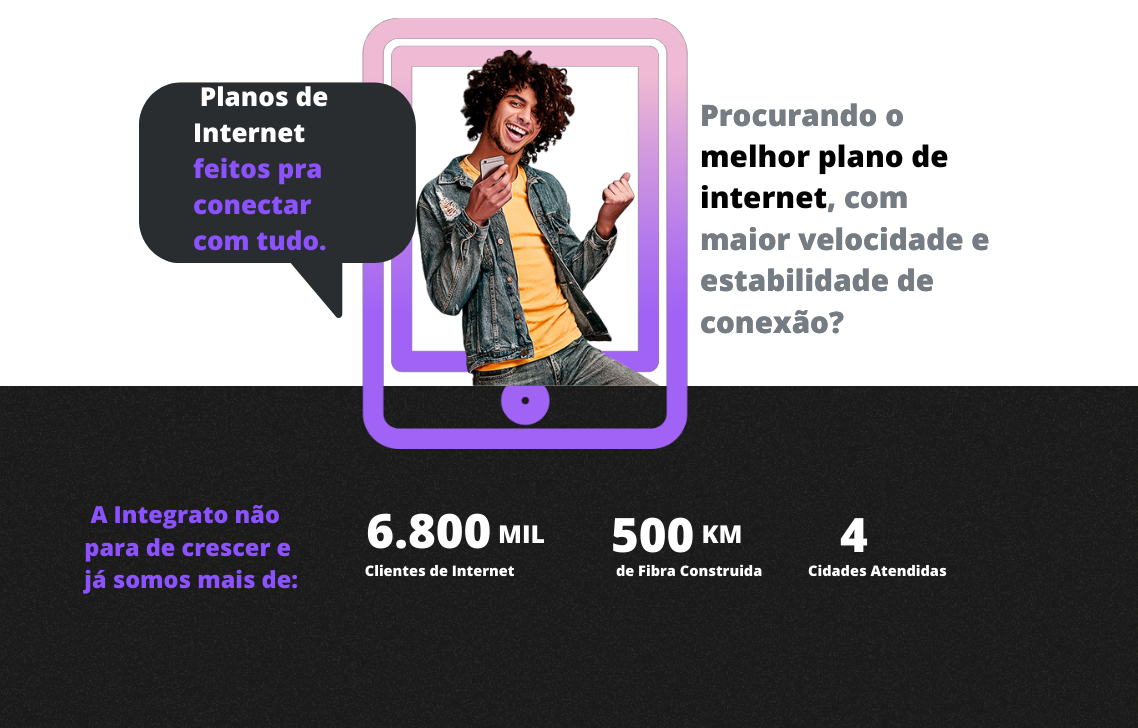 Planos de
Internet
feitos pra
conectar
com tudo.
Procurando o
melhor plano de
internet, com
maior velocidade e
estabilidade de
conexão?
A Integrato não
para de crescer e
já somos mais de:
6.800 MIL
Clientes de Internet
500 KM
de Fibra Construida
4
Cidades Atendidas